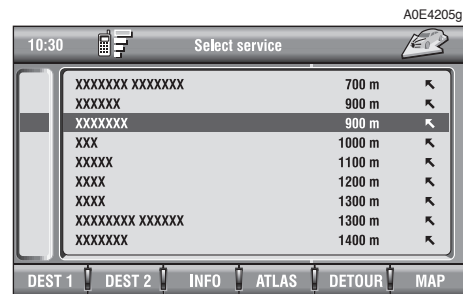 A0E4205g
10:30 Select service
XXXXXXX XXXXXXX 700 m
XXXXXX 900 m
XXXXXXX 900 m
XXX 1000 m
XXXXX 1100 m
XXXX 1200 m
XXXX 1300 m
XXXXXXXX XXXXXX 1300 m
XXXXXXX 1400 m
DEST 1 DEST 2 INFO ATLAS DETOUR MAP